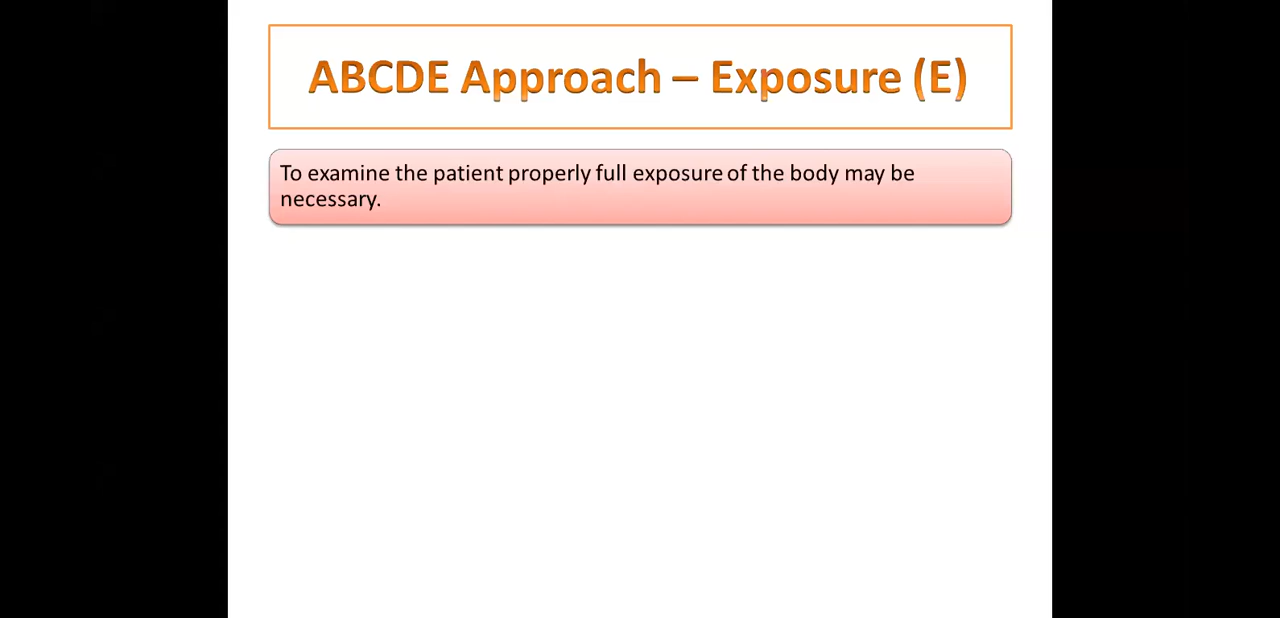 ABCDE Approach – Exposure (E)
To examine the patient properly full exposure of the body may be
necessary.